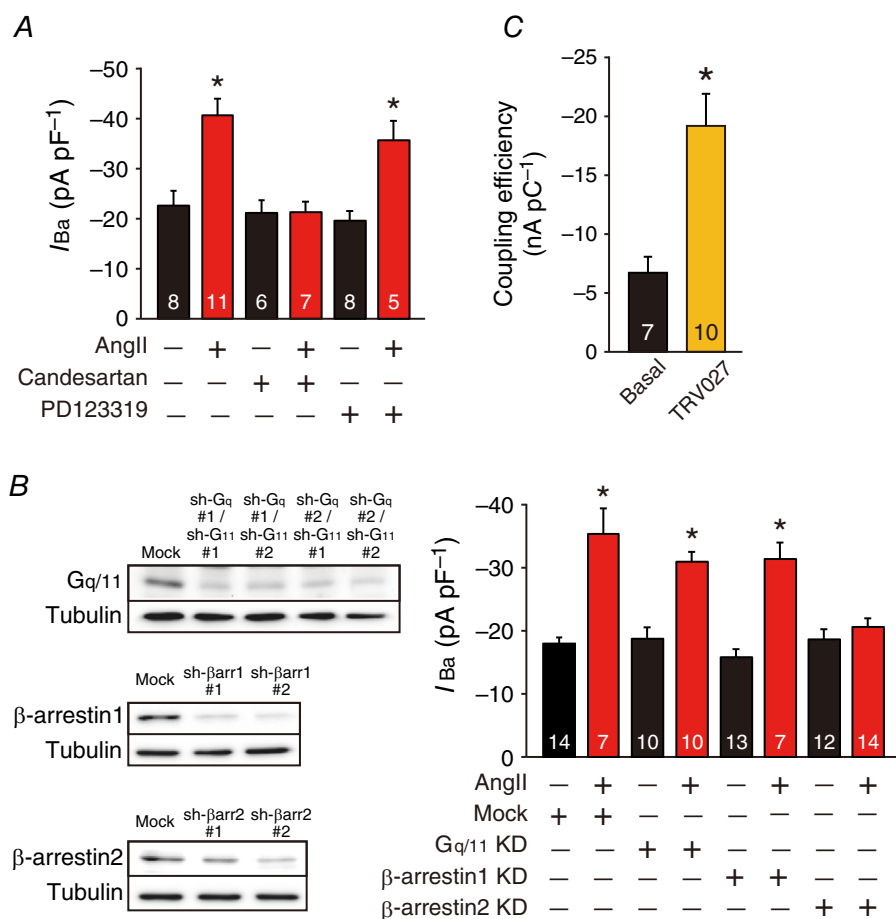 A
−50
−40
−30
−20
−10
0
IBa (pA pF−1)
*
*
8
11
6
7
8
5
AngII − + − + − +
Candesartan − − + + − −
PD123319 − − − − + +
C
−25
−20
−15
−10
−5
0
Coupling efficiency
(nA pC−1)
*
7
10
Basal
TRV027
B
sh-Gq sh-Gq sh-Gq sh-Gq
#1 / #1 / #2 / #2 /
sh-G11 sh-G11 sh-G11 sh-G11
Mock #1 #2 #1 #2
Gq/11
Tubulin
Mock sh-βarr1 sh-βarr1
#1 #2
β-arrestin1
Tubulin
Mock sh-βarr2 sh-βarr2
#1 #2
β-arrestin2
Tubulin
−40
−30
−20
−10
0
IBa (pA pF−1)
*
*
*
14
7
10
10
13
7
12
14
AngII − + − + − + − +
Mock + + − − − − − −
Gq/11 KD − − + + − − − −
β-arrestin1 KD − − − − + + − −
β-arrestin2 KD − − − − − − + +